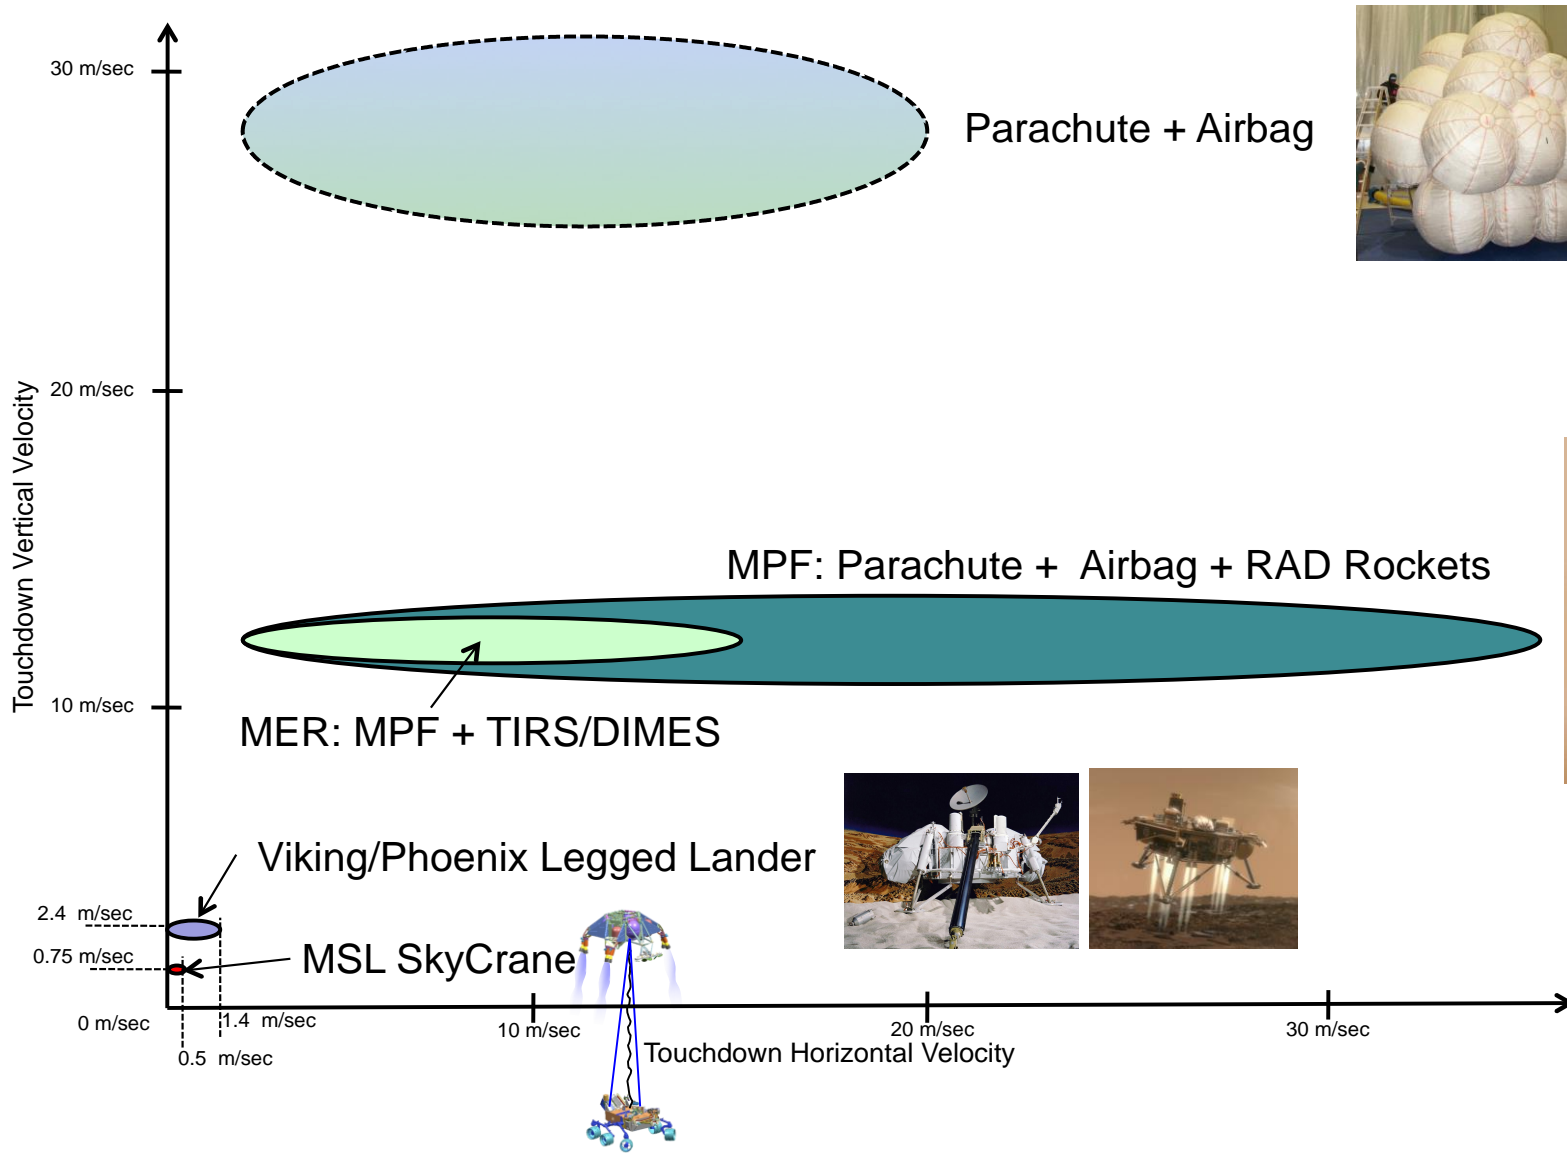 30 m/sec
Parachute + Airbag
20 m/sec
Touchdown Vertical Velocity
MPF: Parachute + Airbag + RAD Rockets
10 m/sec
MER: MPF + TIRS/DIMES
Viking/Phoenix Legged Lander
2.4 m/sec
0.75 m/sec
MSL SkyCrane
0 m/sec
1.4 m/sec
10 m/sec
20 m/sec
30 m/sec
0.5 m/sec
Touchdown Horizontal Velocity